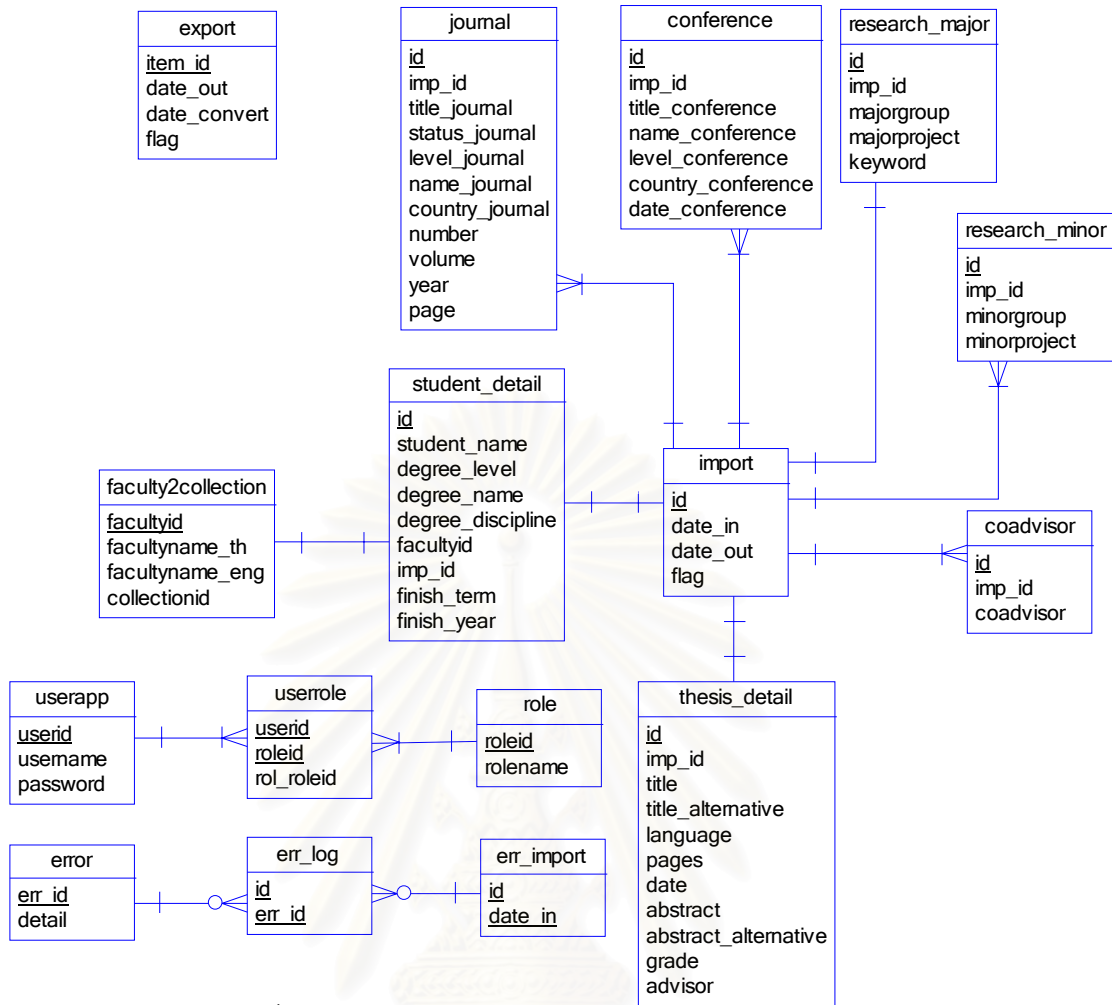 export
item_id
date_out
date_convert
flag
journal
id
imp_id
title_journal
status_journal
level_journal
name_journal
country_journal
number
volume
year
page
conference
id
imp_id
title_conference
name_conference
level_conference
country_conference
date_conference
research_major
id
imp_id
majorgroup
majorproject
keyword
research_minor
id
imp_id
minorgroup
minorproject
student_detail
id
student_name
degree_level
degree_name
degree_discipline
facultyid
imp_id
finish_term
finish_year
faculty2collection
facultyid
facultyname_th
facultyname_eng
collectionid
import
id
date_in
date_out
flag
coadvisor
id
imp_id
coadvisor
userapp
userid
username
password
userrole
userid
roleid
rol_roleid
role
roleid
rolename
thesis_detail
id
imp_id
title
title_alternative
language
pages
date
abstract
abstract_alternative
grade
advisor
error
err_id
detail
err_log
id
err_id
err_import
id
date_in